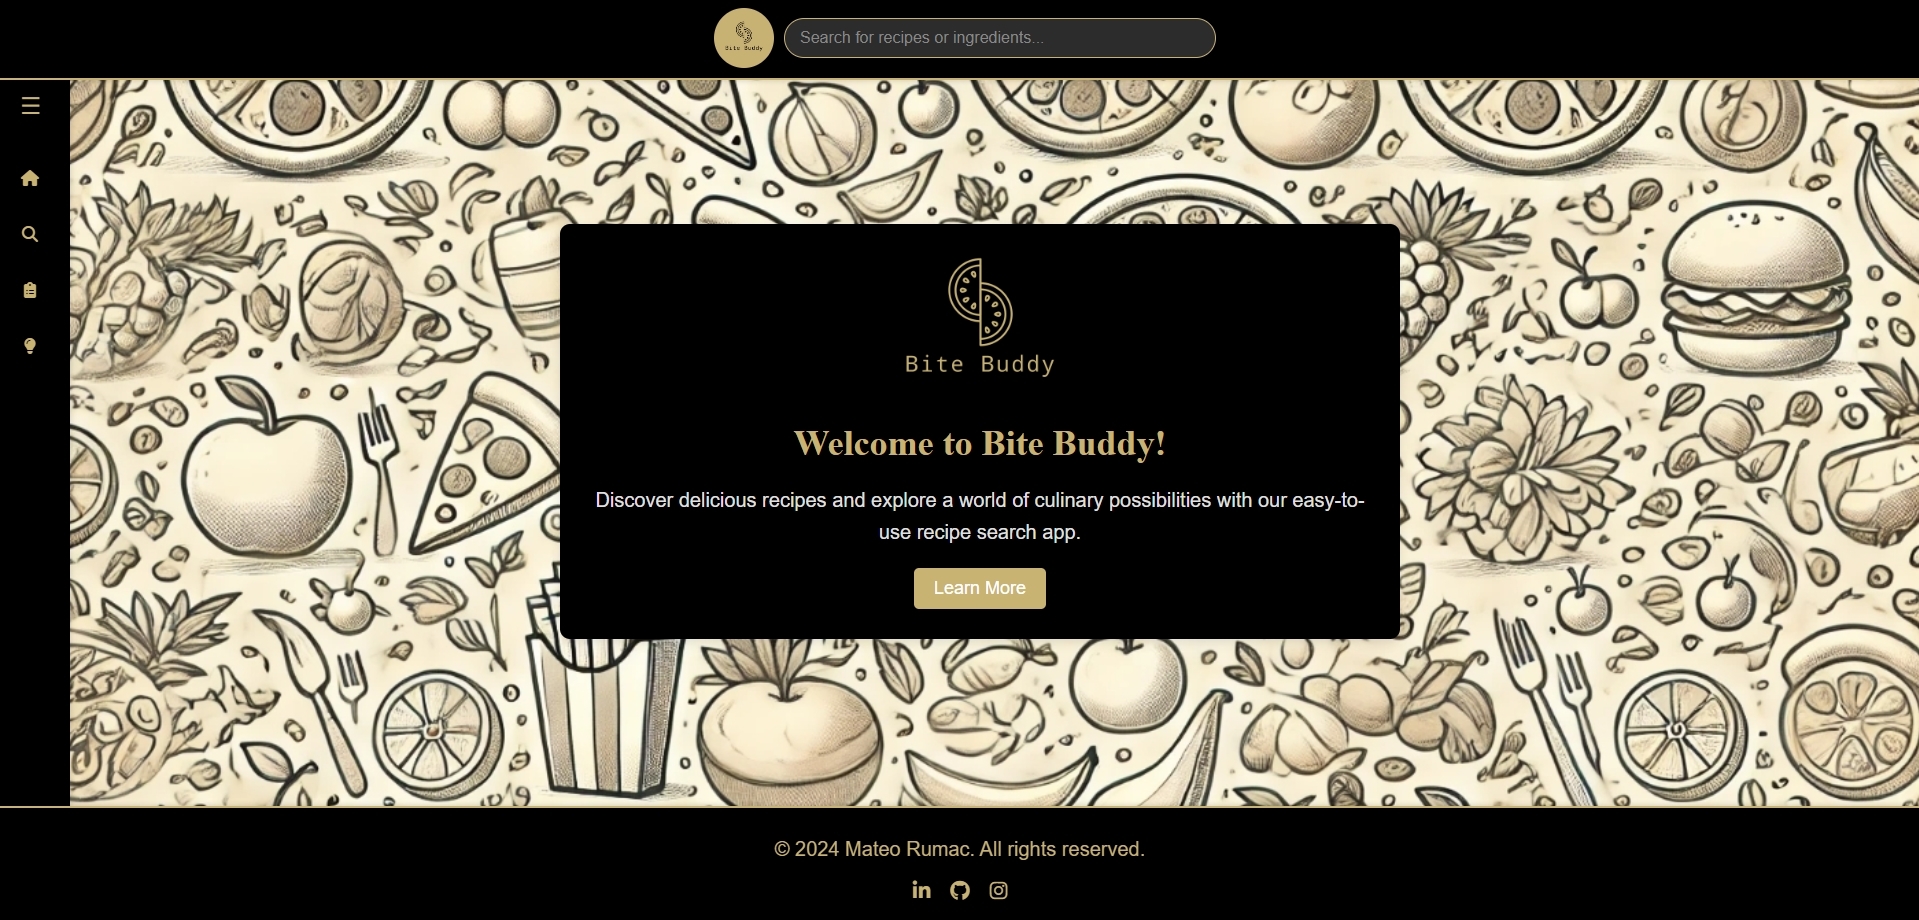 Bite Buddy
Search for recipes or ingredients...
Bite Buddy
Welcome to Bite Buddy!
Discover delicious recipes and explore a world of culinary possibilities with our easy-to-
use recipe search app.
Learn More
© 2024 Mateo Rumac. All rights reserved.
in